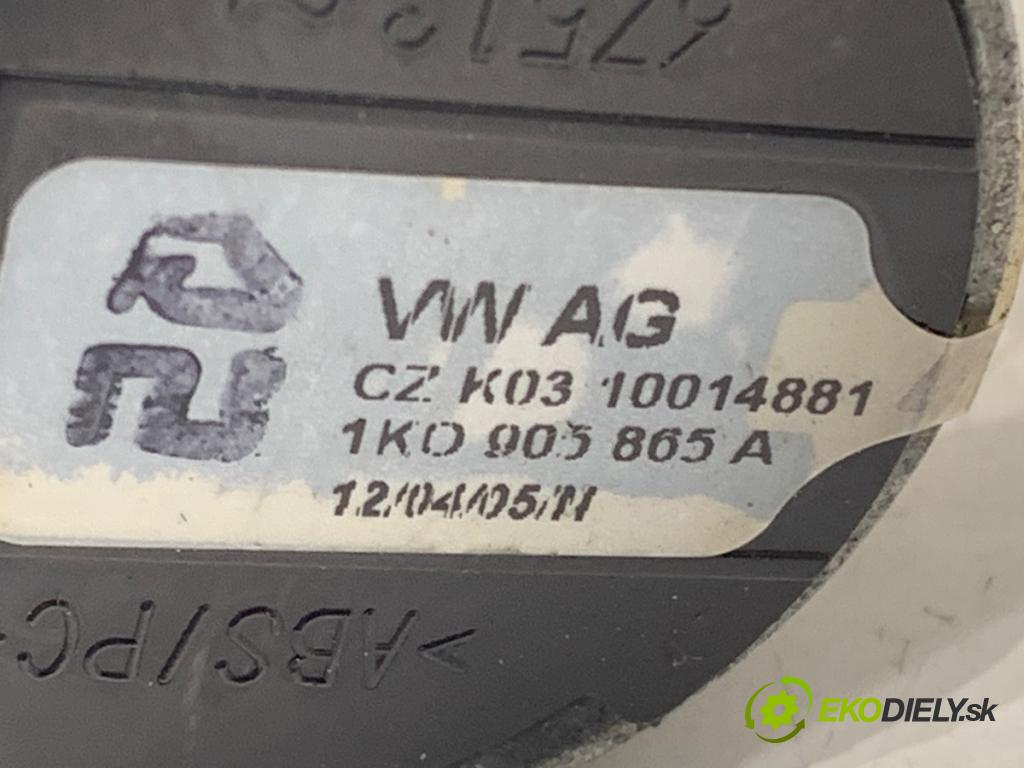 VW AG
CZ K03 10014881
1K0 905 865 A
12/04/05/N
>ABS/PC
EKODIELY.sk